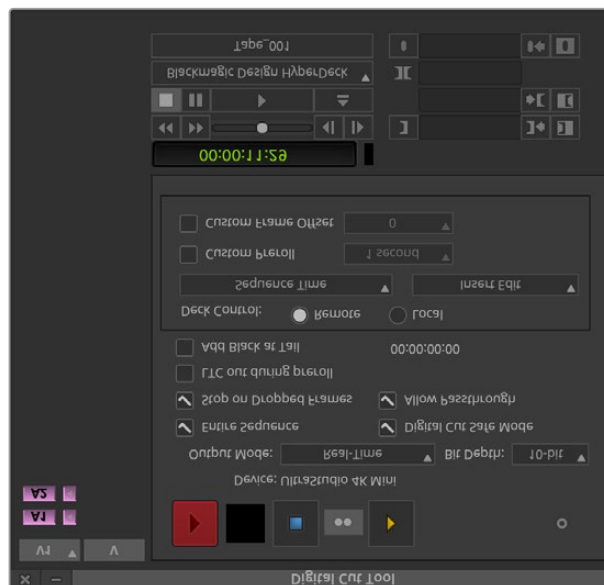 Digital Cut Tool
V1 V
A1
A2
Device: UltraStudio 4K Mini
Output Mode: Real-Time Bit Depth: 10-bit
Entire Sequence Digital Cut Safe Mode
Stop on Dropped Frames Allow Passthrough
LTC out during preroll
Add Black at Tail 00:00:00:00
Deck Control: Remote Local
Sequence Time Insert Edit
Custom Preroll 1 second
Custom Frame Offset 0
00:00:11:29
Blackmagic Design HyperDeck
Tape_001